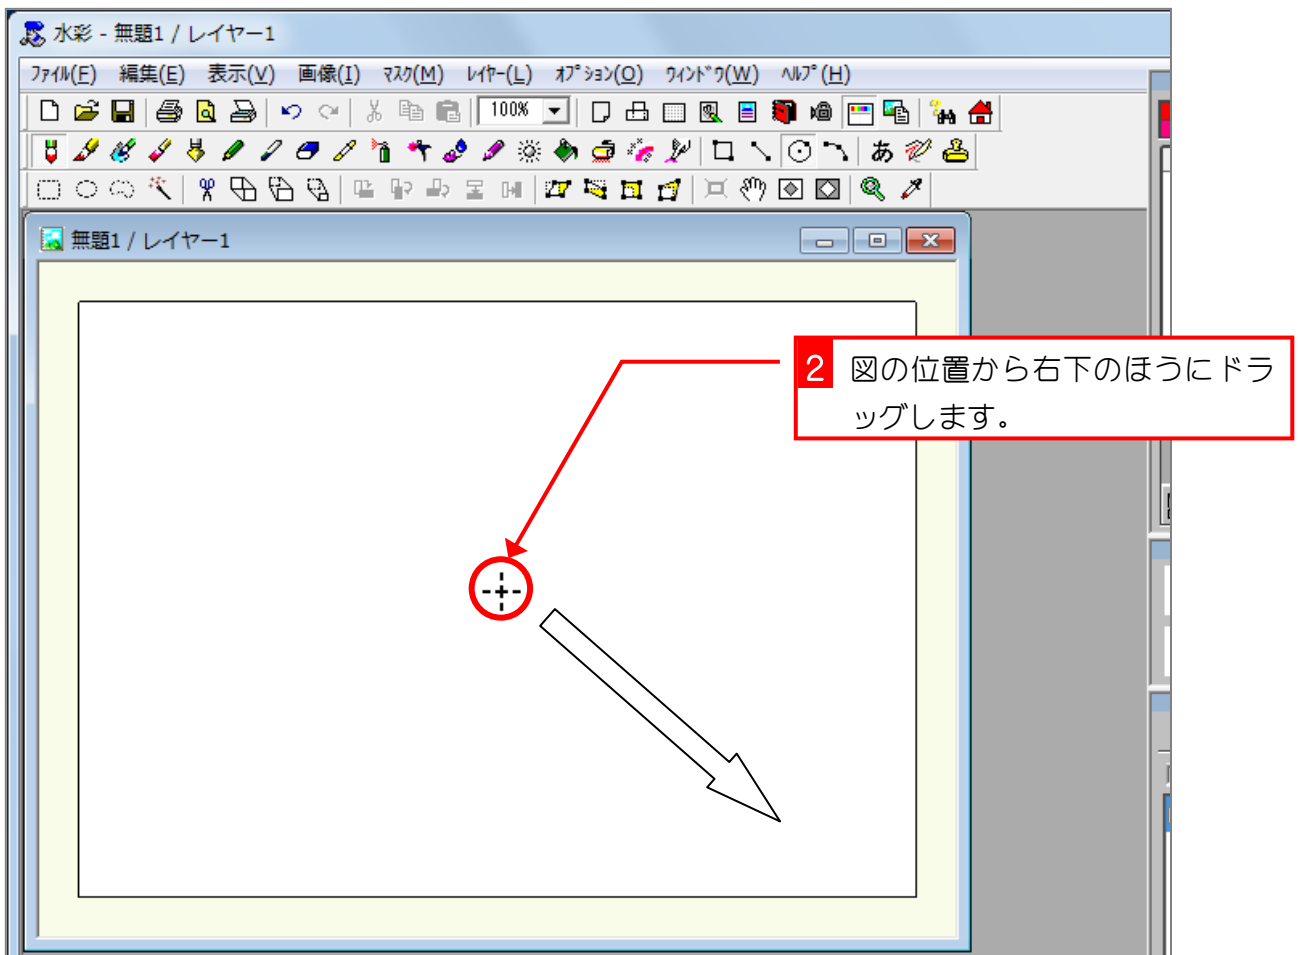 水彩 - 無題1 / レイヤー1
ﾌｧｲﾙ(F) 編集(E) 表示(V) 画像(I) ﾏｽｸ(M) ﾚｲﾔｰ(L) ｵﾌﾟｼｮﾝ(O) ｳｨﾝﾄﾞｳ(W) ﾍﾙﾌﾟ(H)
100%
あ
無題1 / レイヤー1
2 図の位置から右下のほうにドラ
ッグします。